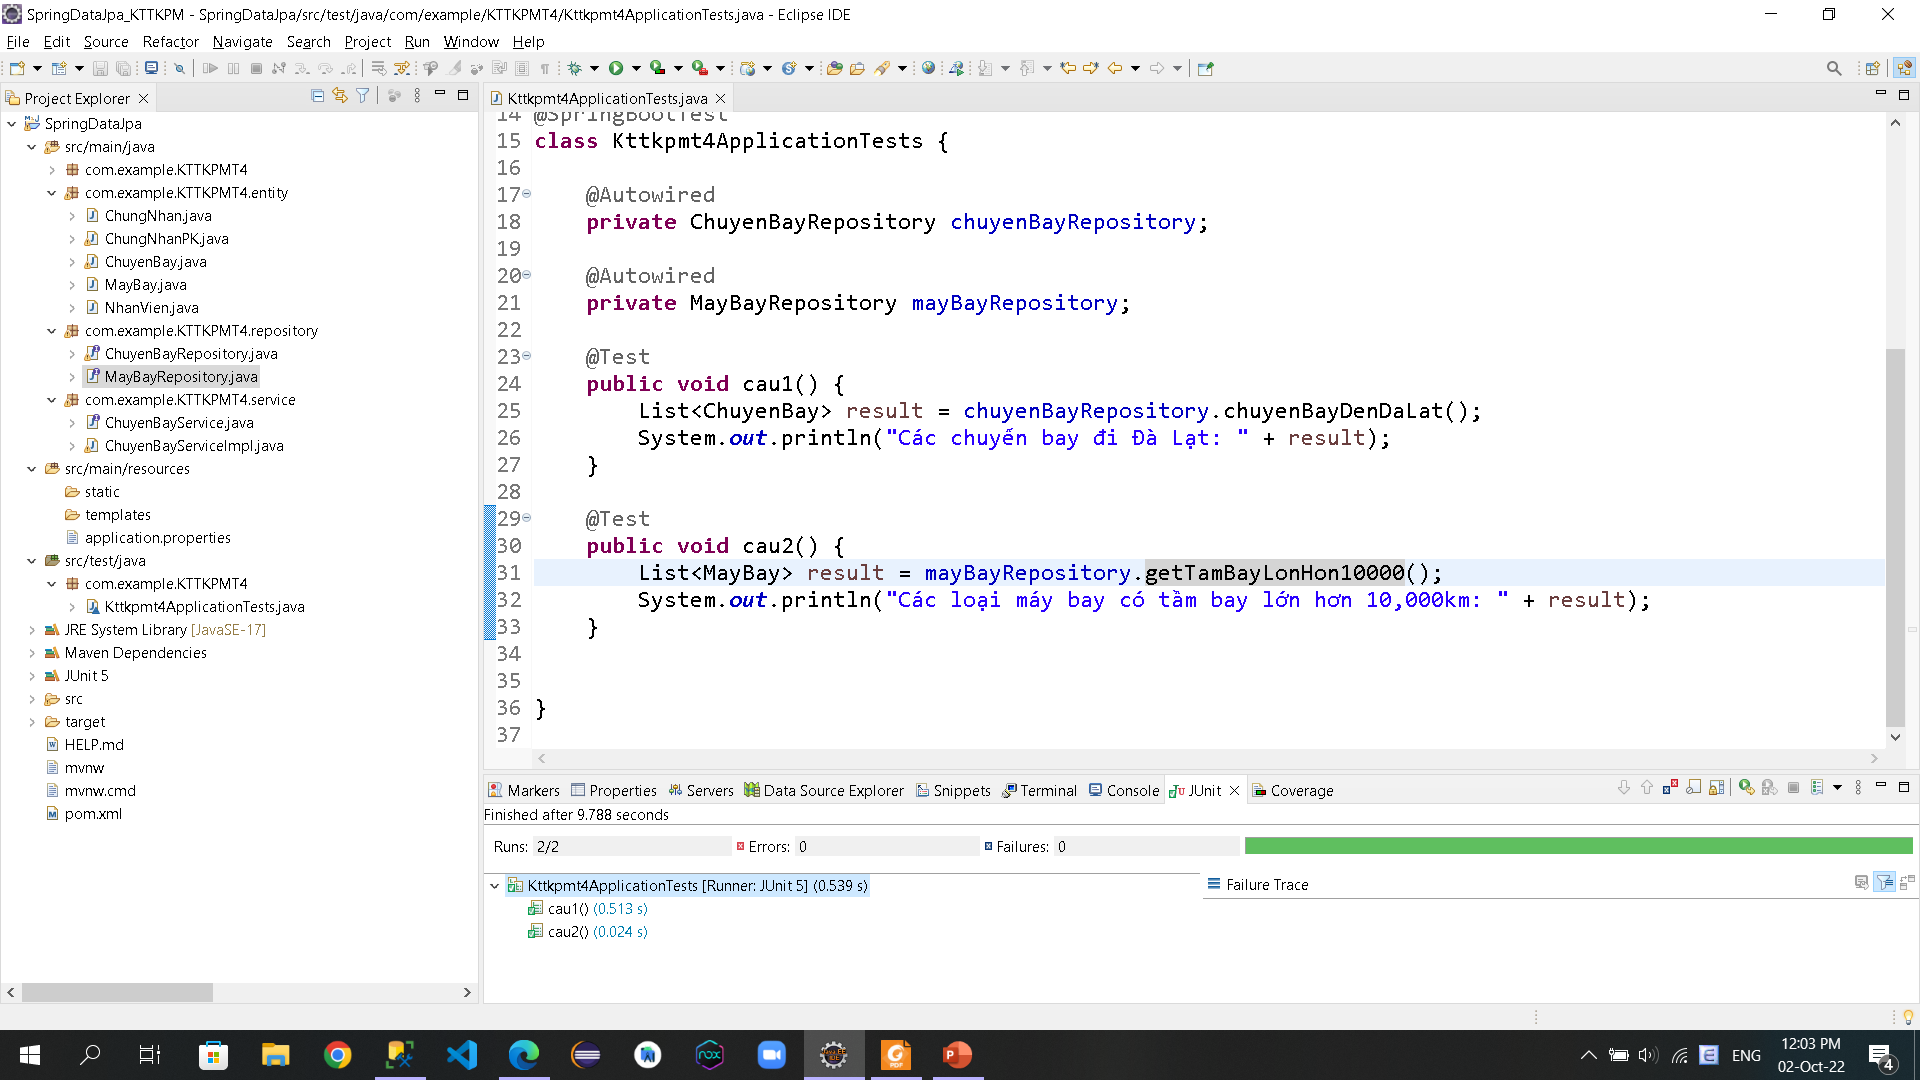 SpringDataJpa_KTTKPM - SpringDataJpa/src/test/java/com/example/KTTKPMT4/Kttkpmt4ApplicationTests.java - Eclipse IDE
File Edit Source Refactor Navigate Search Project Run Window Help
Project Explorer
SpringDataJpa
src/main/java
com.example.KTTKPMT4
com.example.KTTKPMT4.entity
ChungNhan.java
ChungNhanPK.java
ChuyenBay.java
MayBay.java
NhanVien.java
com.example.KTTKPMT4.repository
ChuyenBayRepository.java
MayBayRepository.java
com.example.KTTKPMT4.service
ChuyenBayService.java
ChuyenBayServiceImpl.java
src/main/resources
static
templates
application.properties
src/test/java
com.example.KTTKPMT4
Kttkpmt4ApplicationTests.java
JRE System Library [JavaSE-17]
Maven Dependencies
JUnit 5
src
target
HELP.md
mvnw
mvnw.cmd
pom.xml
Kttkpmt4ApplicationTests.java
14 @SpringBootTest
15 class Kttkpmt4ApplicationTests {
16
17 @Autowired
18 private ChuyenBayRepository chuyenBayRepository;
19
20 @Autowired
21 private MayBayRepository mayBayRepository;
22
23 @Test
24 public void cau1() {
25 List<ChuyenBay> result = chuyenBayRepository.chuyenBayDenDaLat();
26 System.out.println("Các chuyến bay đi Đà Lạt: " + result);
27 }
28
29 @Test
30 public void cau2() {
31 List<MayBay> result = mayBayRepository.getTamBayLonHon10000();
32 System.out.println("Các loại máy bay có tầm bay lớn hơn 10,000km: " + result);
33 }
34
35
36 }
37
Markers Properties Servers Data Source Explorer Snippets Terminal Console JUnit Coverage
Finished after 9.788 seconds
Runs: 2/2 Errors: 0 Failures: 0
Kttkpmt4ApplicationTests [Runner: JUnit 5] (0.539 s)
cau1() (0.513 s)
cau2() (0.024 s)
Failure Trace
ENG
12:03 PM
02-Oct-22
4